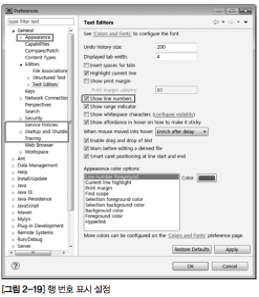 Preferences
type filter text
Text Editors
General
Appearance
Capabilities
Compare/Patch
Content Types
Editors
File Associations
Structured Text
Text Editors
Keys
Network Connection
Perspectives
Search
Security
Service Policies
Startup and Shutdo
Tracing
Web Browser
Workspace
Ant
Data Management
Help
Install/Update
Java
Java EE
Java Persistence
JavaScript
Maven
Mylyn
Plug-in Development
Remote Systems
Run/Debug
Server
See 'Colors and Fonts' to configure the font.
Undo history size: 200
Displayed tab width: 4
Insert spaces for tabs
Highlight current line
Show print margin
Print margin column: 80
Show line numbers
Show range indicator
Show whitespace characters (configure visibility)
Show affordance in hover on how to make it sticky
When mouse moved into hover: Enrich after delay
Enable drag and drop of text
Warn before editing a derived file
Smart caret positioning at line start and end
Appearance color options:
Line number foreground
Color:
Current line highlight
Print margin
Find scope
Selection foreground color
Selection background color
Background color
Foreground color
Hyperlink
More colors can be configured on the 'Colors and Fonts' preference page.
Restore Defaults
Apply
OK
Cancel
[그림 2-19] 행 번호 표시 설정